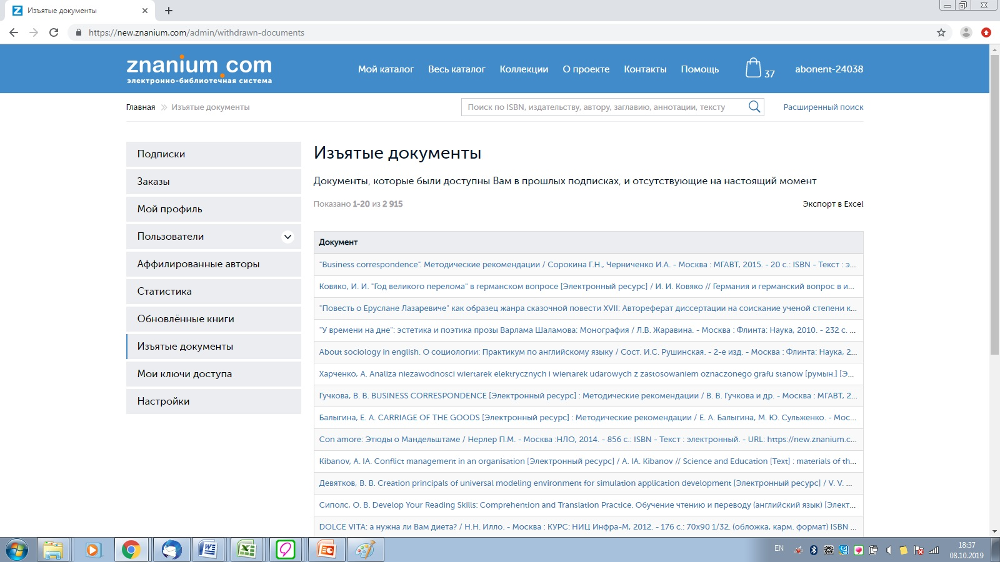 Изъятые документы
https://new.znanium.com/admin/withdrawn-documents
znanium.com
электронно-библиотечная система
Мой каталог
Весь каталог
Коллекции
О проекте
Контакты
Помощь
37
abonent-24038
Главная
Изъятые документы
Поиск по ISBN, издательству, автору, заглавию, аннотации, тексту
Расширенный поиск
Подписки
Заказы
Мой профиль
Пользователи
Аффилированные авторы
Статистика
Обновлённые книги
Изъятые документы
Мои ключи доступа
Настройки
Изъятые документы
Документы, которые были доступны Вам в прошлых подписках, и отсутствующие на настоящий момент
Показано 1-20 из 2 915
Экспорт в Excel
Документ
"Business correspondence". Методические рекомендации / Сорокина Г.Н., Черниченко И.А. - Москва : МГАВТ, 2015. - 20 с.: ISBN - Текст : э...
Ковяко, И. И. "Год великого перелома" в германском вопросе [Электронный ресурс] / И. И. Ковяко // Германия и германский вопрос в и...
"Повесть о Еруслане Лазаревиче" как образец жанра сказочной повести XVII: Автореферат диссертации на соискание ученой степени к...
"У времени на дне": эстетика и поэтика прозы Варлама Шаламова: Монография / Л.В. Жаравина. - Москва : Флинта: Наука, 2010. - 232 с. ...
About sociology in english. О социологии: Практикум по английскому языку / Сост. И.С. Рушинская. - 2-е изд. - Москва : Флинта: Наука, 2...
Харченко, А. Analiza niezawodnosci wiertarek elektrycznych i wiertarek udarowych z zastosowaniem oznaczonego grafu stanow [румын.] [Э...
Гучкова, В. В. BUSINESS CORRESPONDENCE [Электронный ресурс] : Методические рекомендации / В. В. Гучкова и др. - Москва : МГАВТ, 2...
Балыгина, Е. А. CARRIAGE OF THE GOODS [Электронный ресурс] : Методические рекомендации / Е. А. Балыгина, М. Ю. Сульженко. - Мос...
Con amore: Этюды о Мандельштаме / Нерлер П.М. - Москва :НЛО, 2014. - 856 с.: ISBN - Текст : электронный. - URL: https://new.znanium.c...
Kibanov, A. IA. Conflict management in an organisation [Электронный ресурс] / A. IA. Kibanov // Science and Education [Text] : materials of th...
Девятков, В. В. Creation principals of universal modeling environment for simulation application development [Электронный ресурс] / V. V. ...
Сиполс, О. В. Develop Your Reading Skills: Comprehention and Translation Practice. Обучение чтению и переводу (английский язык) [Элект...
DOLCE VITA: а нужна ли Вам диета? / Н.Н. Илло. - Москва : КУРС: НИЦ Инфра-М, 2012. - 176 с.: 70x90 1/32. (обложка, карм. формат) ISBN ...
EN
18:37
08.10.2019